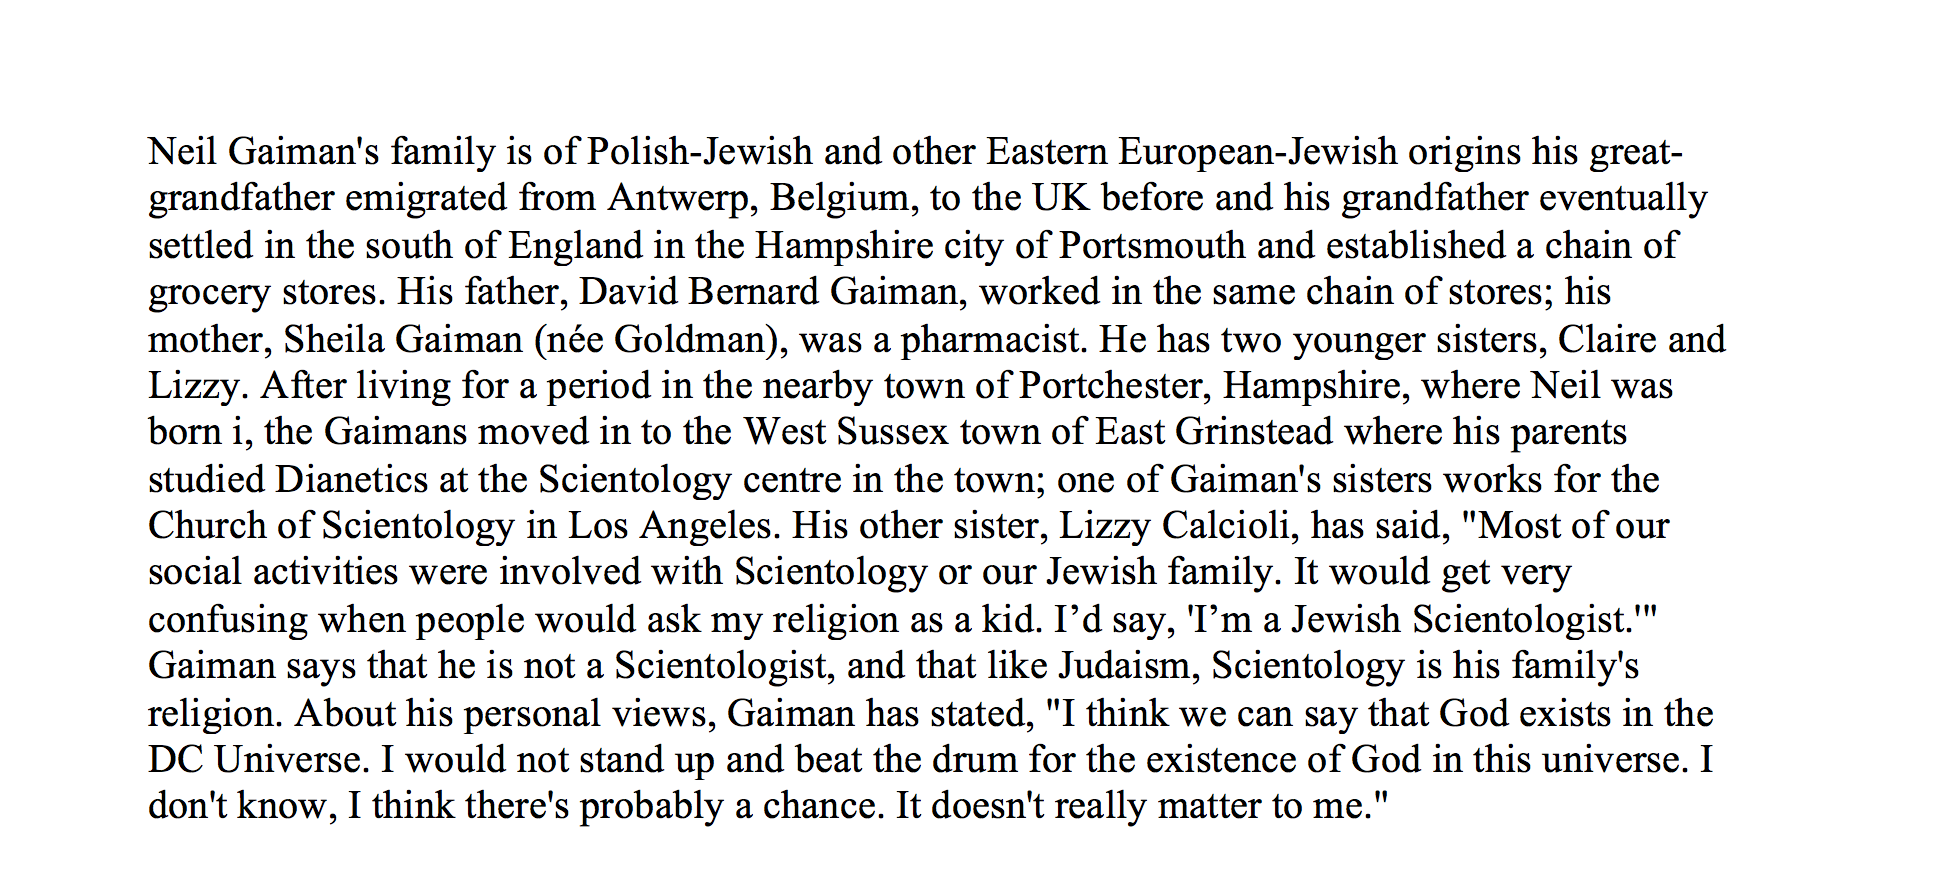 Neil Gaiman's family is of Polish-Jewish and other Eastern European-Jewish origins his great-
grandfather emigrated from Antwerp, Belgium, to the UK before and his grandfather eventually
settled in the south of England in the Hampshire city of Portsmouth and established a chain of
grocery stores. His father, David Bernard Gaiman, worked in the same chain of stores; his
mother, Sheila Gaiman (née Goldman), was a pharmacist. He has two younger sisters, Claire and
Lizzy. After living for a period in the nearby town of Portchester, Hampshire, where Neil was
born i, the Gaimans moved in to the West Sussex town of East Grinstead where his parents
studied Dianetics at the Scientology centre in the town; one of Gaiman's sisters works for the
Church of Scientology in Los Angeles. His other sister, Lizzy Calcioli, has said, "Most of our
social activities were involved with Scientology or our Jewish family. It would get very
confusing when people would ask my religion as a kid. I’d say, 'I’m a Jewish Scientologist.'"
Gaiman says that he is not a Scientologist, and that like Judaism, Scientology is his family's
religion. About his personal views, Gaiman has stated, "I think we can say that God exists in the
DC Universe. I would not stand up and beat the drum for the existence of God in this universe. I
don't know, I think there's probably a chance. It doesn't really matter to me."